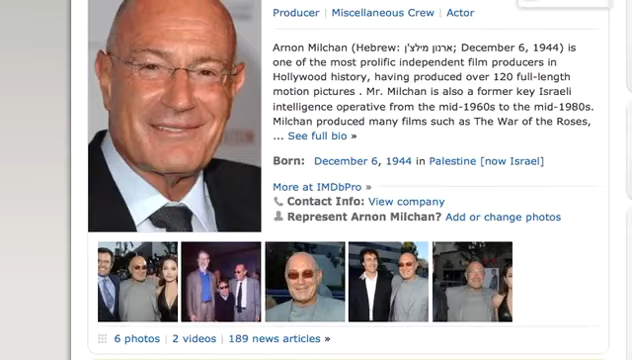 Producer | Miscellaneous Crew | Actor
Arnon Milchan (Hebrew: ארנון מילצ'ן; December 6, 1944) is
one of the most prolific independent film producers in
Hollywood history, having produced over 120 full-length
motion pictures . Mr. Milchan is also a former key Israeli
intelligence operative from the mid-1960s to the mid-1980s.
Milchan produced many films such as The War of the Roses,
... See full bio »
Born: December 6, 1944 in Palestine [now Israel]
More at IMDbPro »
Contact Info: View company
Represent Arnon Milchan? Add or change photos
6 photos | 2 videos | 189 news articles »